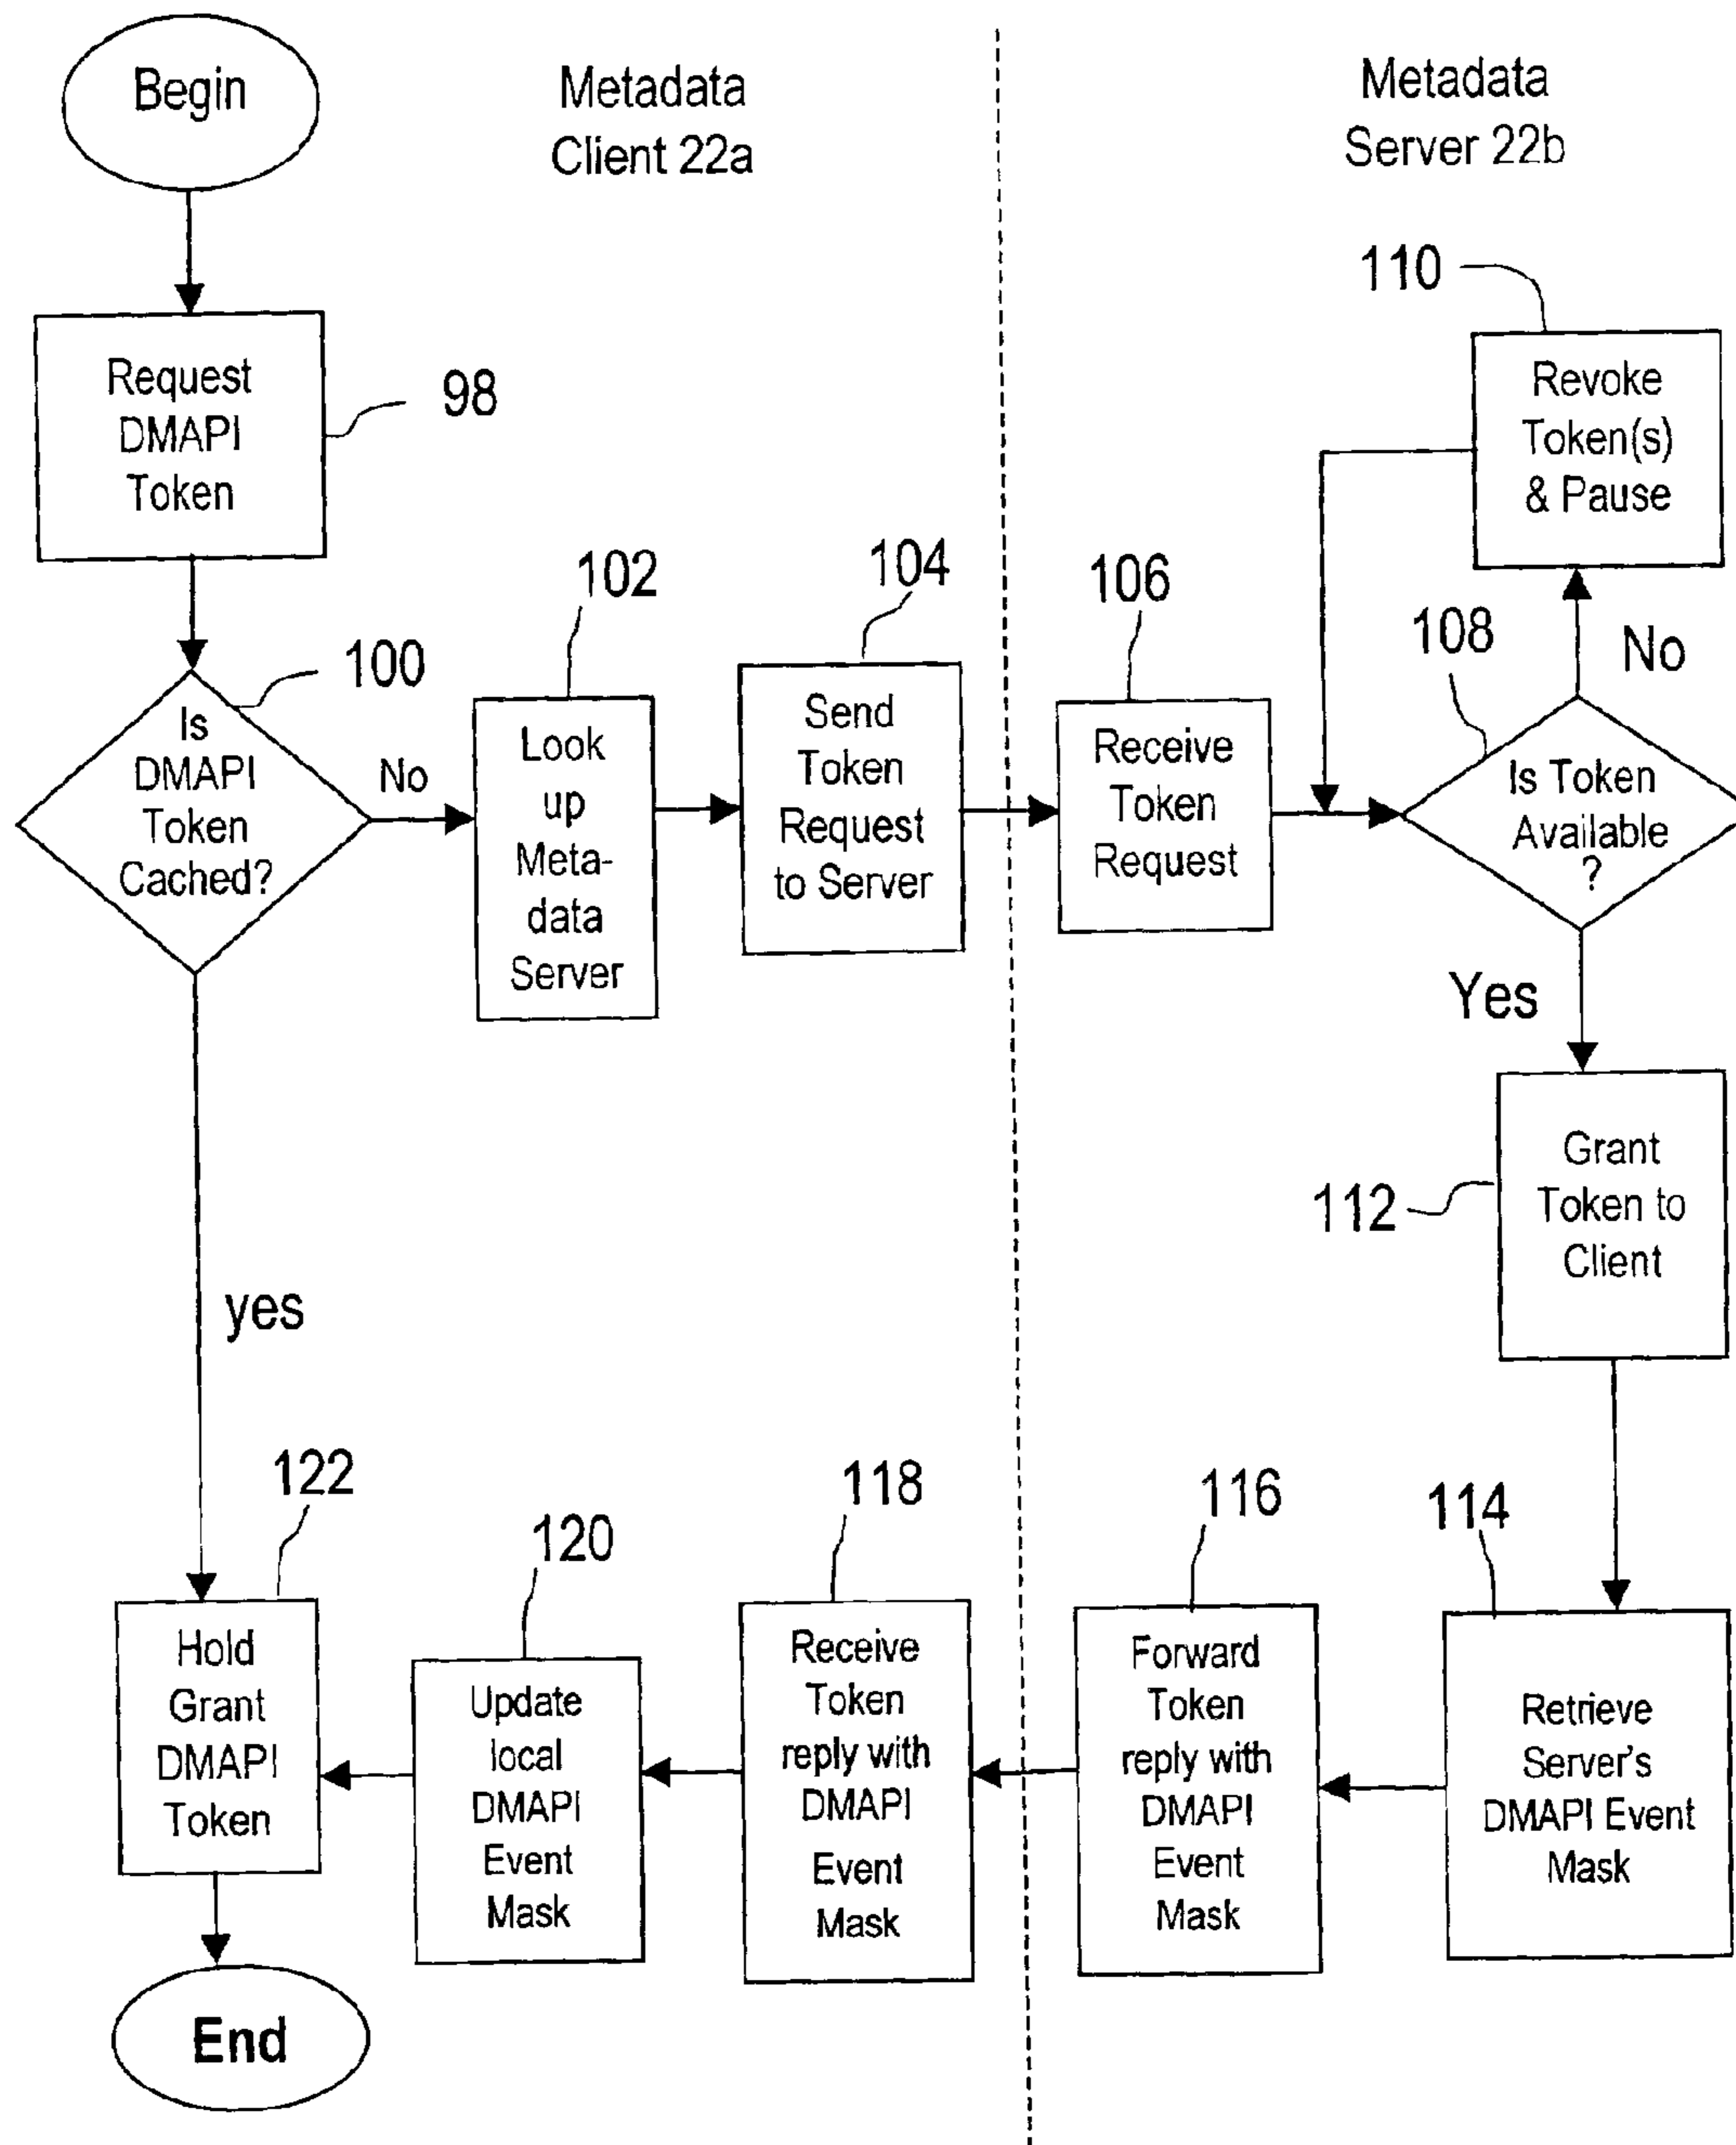 Begin
Metadata
Client 22a
Metadata
Server 22b
Request
DMAPI
Token
98
110
Revoke
Token(s)
& Pause
100
Is
DMAPI
Token
Cached?
No
102
Look
up
Meta-
data
Server
104
Send
Token
Request
to Server
106
Receive
Token
Request
108
No
Is Token
Available
?
Yes
112
Grant
Token to
Client
yes
122
Hold
Grant
DMAPI
Token
120
Update
local
DMAPI
Event
Mask
118
Receive
Token
reply with
DMAPI
Event
Mask
116
Forward
Token
reply with
DMAPI
Event
Mask
114
Retrieve
Server's
DMAPI Event
Mask
End